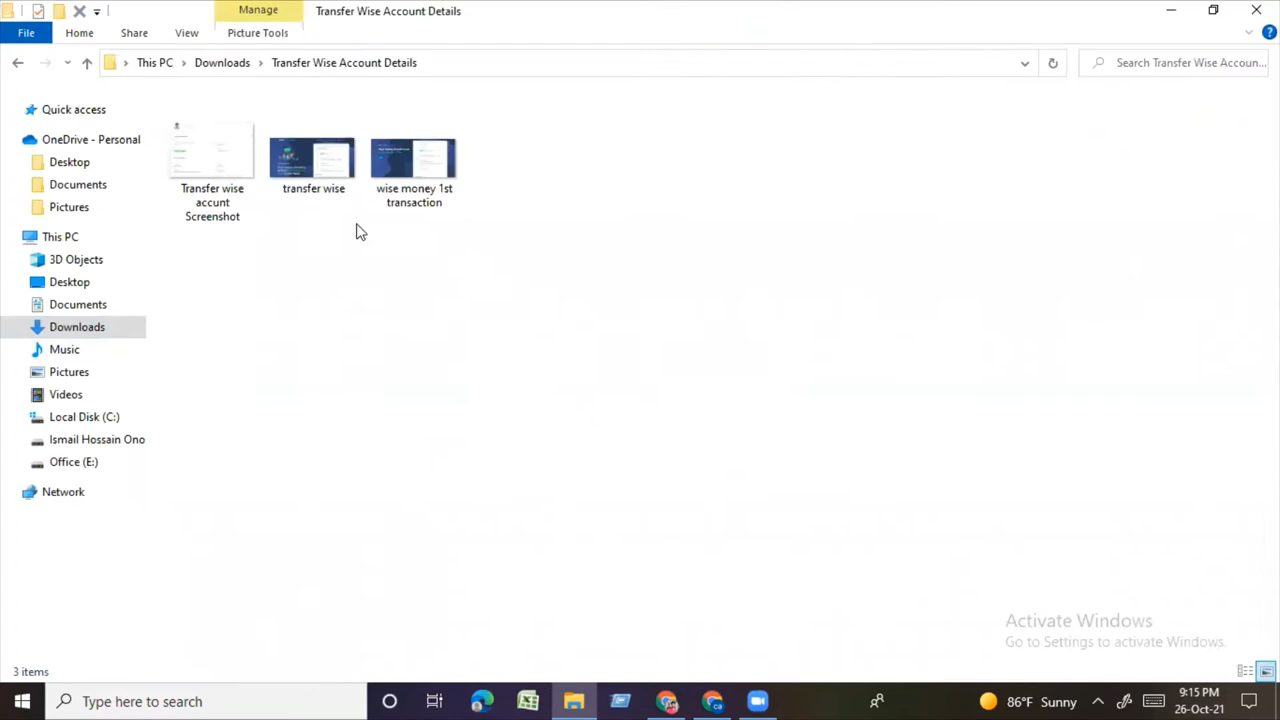 Manage
Transfer Wise Account Details
File
Home
Share
View
Picture Tools
This PC
Downloads
Transfer Wise Account Details
Search Transfer Wise Accoun...
Quick access
OneDrive - Personal
Desktop
Documents
Pictures
This PC
3D Objects
Desktop
Documents
Downloads
Music
Pictures
Videos
Local Disk (C:)
Ismail Hossain Ono
Office (E:)
Network
Transfer wise
accunt
Screenshot
transfer wise
wise money 1st
transaction
Activate Windows
Go to Settings to activate Windows.
3 items
Type here to search
86°F Sunny
9:15 PM
26-Oct-21